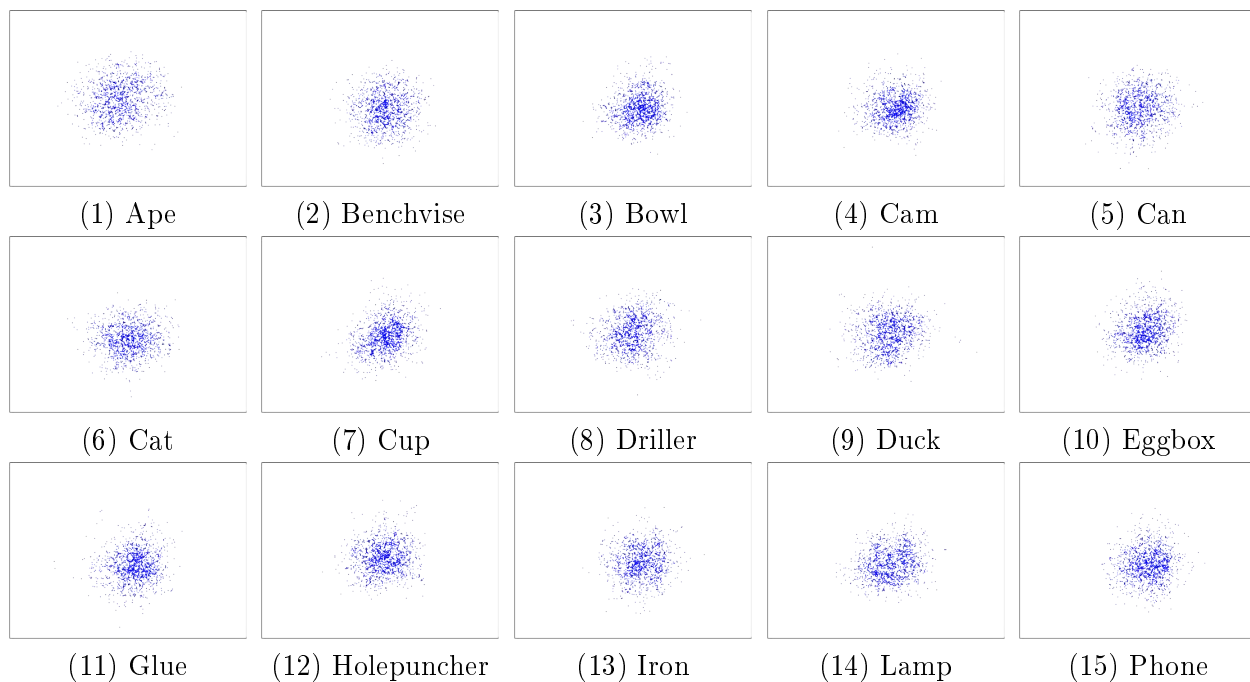 (1) Ape (2) Benchvise (3) Bowl (4) Cam (5) Can
(6) Cat (7) Cup (8) Driller (9) Duck (10) Eggbox
(11) Glue (12) Holepuncher (13) Iron (14) Lamp (15) Phone